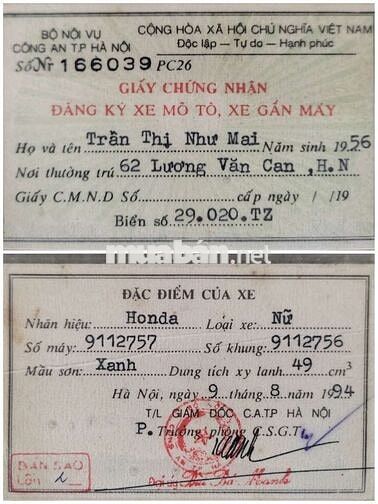 BỘ NỘI VỤ
CÔNG AN T.P HÀ NỘI
CỘNG HÒA XÃ HỘI CHỦ NGHĨA VIỆT NAM
Độc lập - Tự do - Hạnh phúc
Số Nr 166039 PC26
GIẤY CHỨNG NHẬN
ĐĂNG KÝ XE MÔ TÔ, XE GẮN MÁY
Họ và tên Trần Thị Như Mai Năm sinh 1956
Nơi thường trú 62 Lương Văn Can ,H.N
Giấy C.M.N.D Số cấp ngày / /19
Biển số 29.020.TZ
muaban.net
ĐẶC ĐIỂM CỦA XE
Nhãn hiệu: Honda Loại xe: Nữ
Số máy: 9112757 Số khung: 9112756
Mầu sơn: Xanh Dung tích xy lanh 49 cm³
Hà Nội, ngày 9 tháng 8 năm 1994
T/L GIÁM DỐC C.A.T.P HÀ NỘI
P. Trưởng phòng C.S.G.T
BẢN SAO
Lần 2
Đại úy